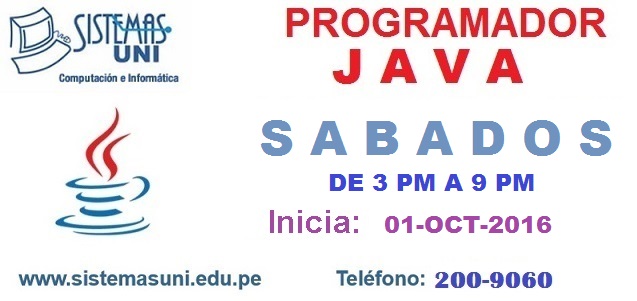 SISTEMAS
UNI
Computación e Informática
PROGRAMADOR
JAVA
SABADOS
DE 3 PM A 9 PM
Inicia: 01-OCT-2016
www.sistemasuni.edu.pe
Teléfono: 200-9060